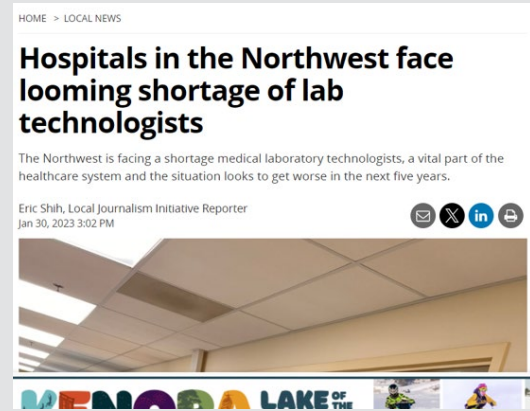 HOME > LOCAL NEWS
Hospitals in the Northwest face
looming shortage of lab
technologists
The Northwest is facing a shortage medical laboratory technologists, a vital part of the
healthcare system and the situation looks to get worse in the next five years.
Eric Shih, Local Journalism Initiative Reporter
Jan 30, 2023 3:02 PM
in
KENORA LAKE OF THE